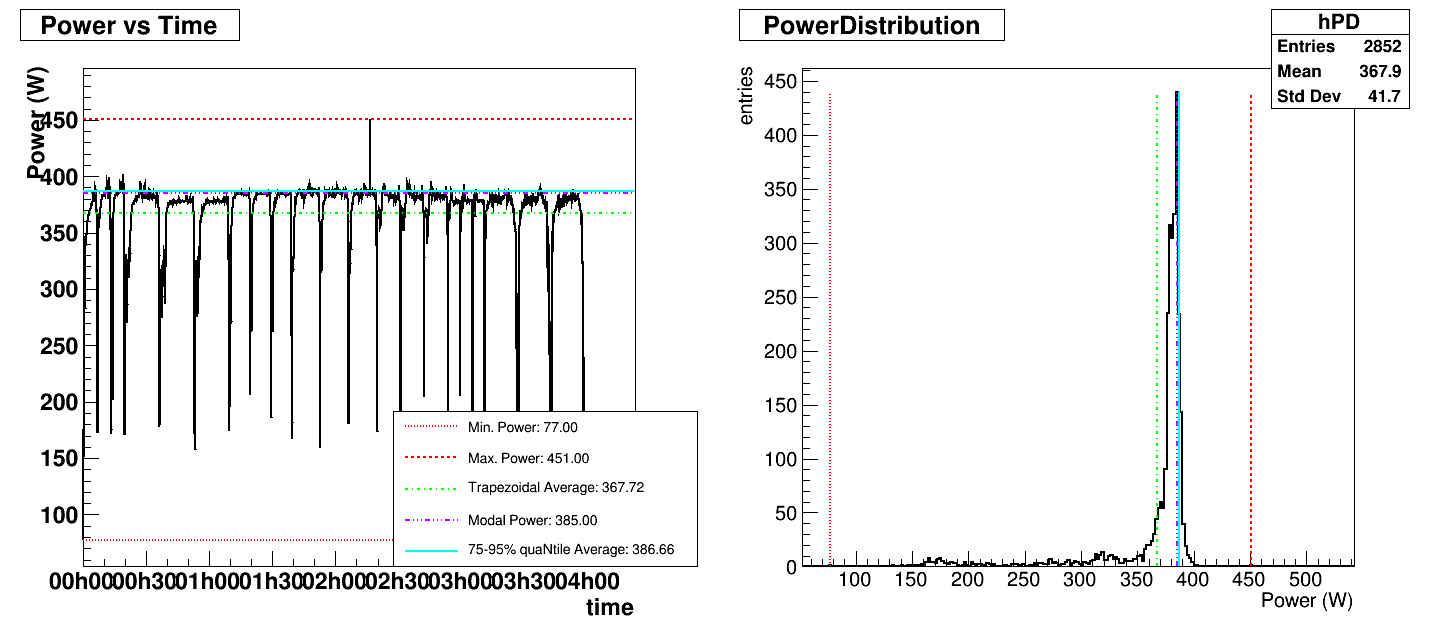 Power vs Time
Power (W)
450
400
350
300
250
200
150
100
Min. Power: 77.00
Max. Power: 451.00
Trapezoidal Average: 367.72
Modal Power: 385.00
75-95% quaNtile Average: 386.66
00h00 00h30 01h00 01h30 02h00 02h30 03h00 03h30 04h00
time
PowerDistribution
hPD
Entries 2852
Mean 367.9
Std Dev 41.7
entries
450
400
350
300
250
200
150
100
50
0
100 150 200 250 300 350 400 450 500
Power (W)